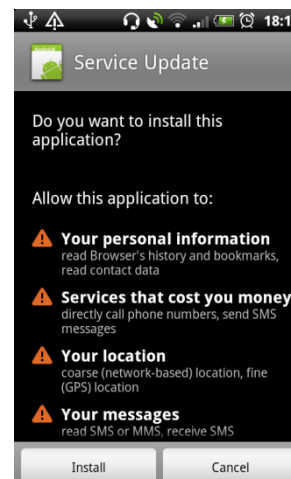 18:1
Service Update
Do you want to install this
application?
Allow this application to:
Your personal information
read Browser's history and bookmarks,
read contact data
Services that cost you money
directly call phone numbers, send SMS
messages
Your location
coarse (network-based) location, fine
(GPS) location
Your messages
read SMS or MMS, receive SMS
Install
Cancel